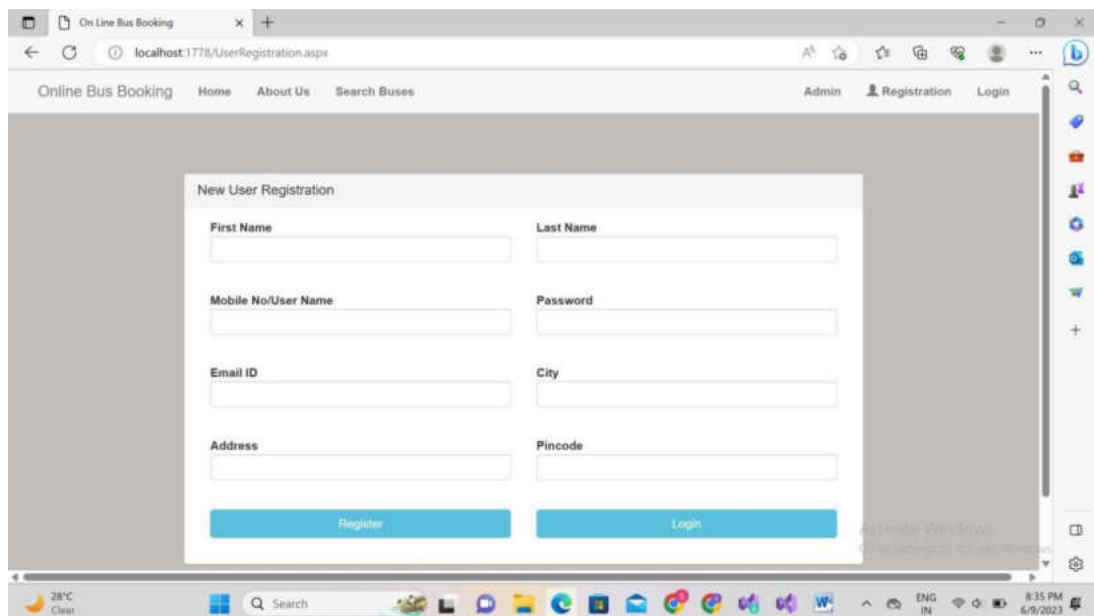 On Line Bus Booking
localhost:1778/UserRegistration.aspx
Online Bus Booking Home About Us Search Buses Admin Registration Login
New User Registration
First Name Last Name
Mobile No/User Name Password
Email ID City
Address Pincode
Register Login
Activate Windows
28°C
Clear
Search
ENG
IN
8:35 PM
6/9/2023